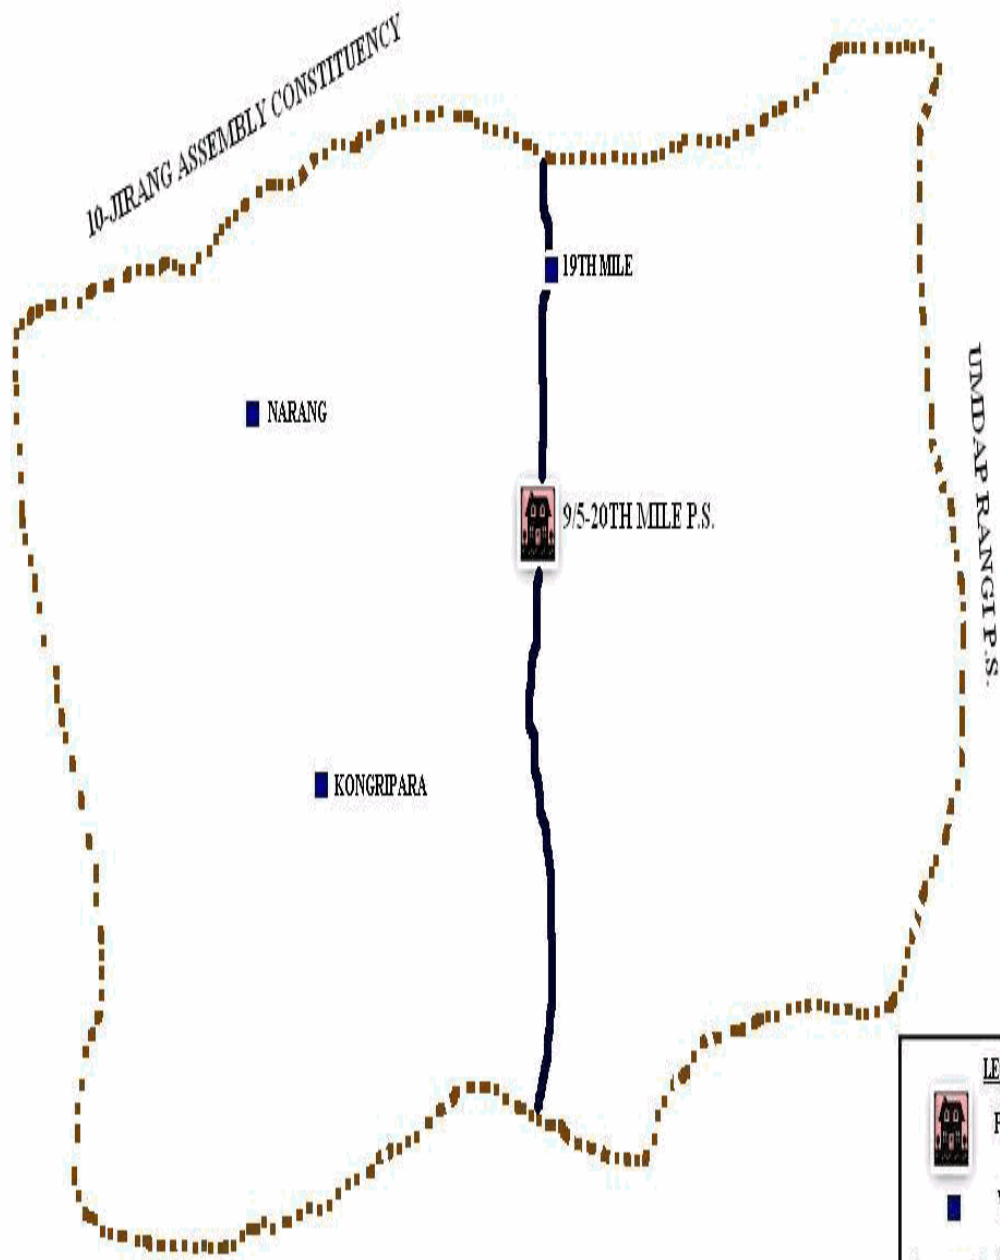 10-JIRANG ASSEMBLY CONSTITUENCY
19TH MILE
NARANG
9/5-20TH MILE P.S.
UMDAP RANGI P.S.
KONGRIPARA